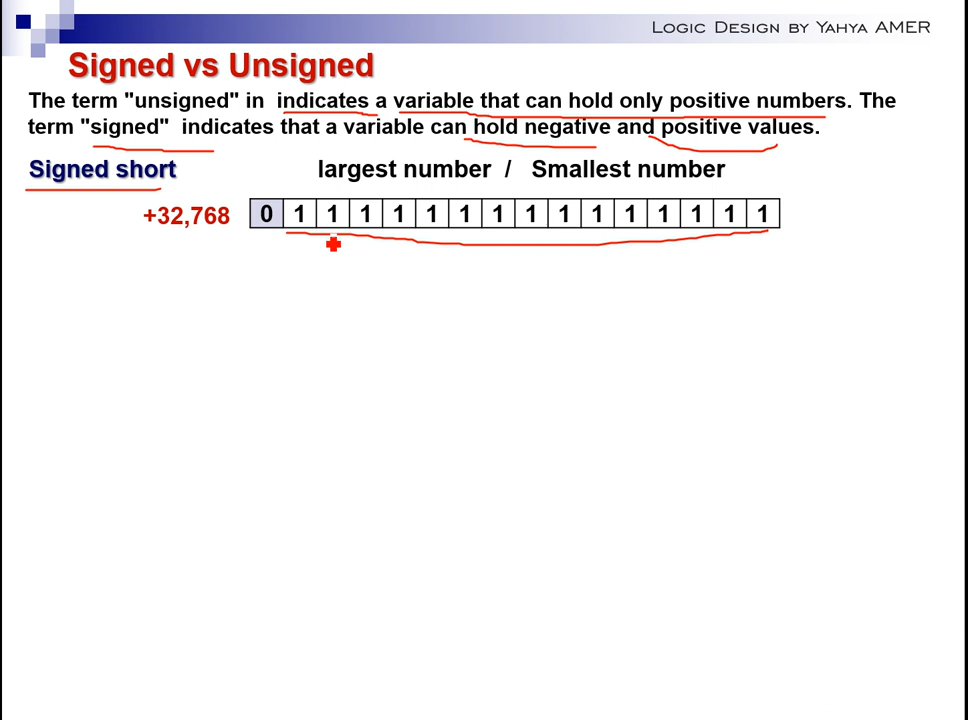 Logic Design by Yahya AMER
Signed vs Unsigned
The term "unsigned" in indicates a variable that can hold only positive numbers. The
term "signed" indicates that a variable can hold negative and positive values.
Signed short largest number / Smallest number
+32,768 0 1 1 1 1 1 1 1 1 1 1 1 1 1 1 1